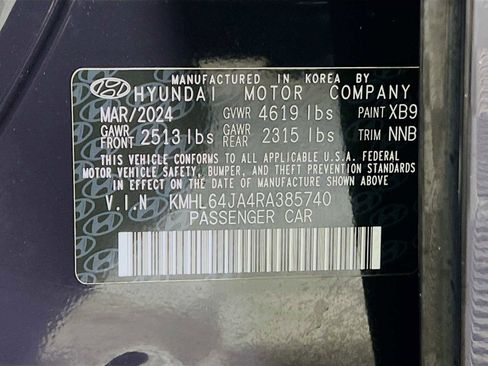 MANUFACTURED IN KOREA BY
HYUNDAI MOTOR COMPANY
MAR/2024 GVWR 4619 lbs PAINT XB9
GAWR FRONT 2513 lbs GAWR REAR 2315 lbs TRIM NNB
THIS VEHICLE CONFORMS TO ALL APPLICABLE U.S.A. FEDERAL
MOTOR VEHICLE SAFETY, BUMPER, AND THEFT PREVENTION STANDARDS
IN EFFECT ON THE DATE OF MANUFACTURE SHOWN ABOVE.
V.I.N KMHL64JA4RA385740
PASSENGER CAR